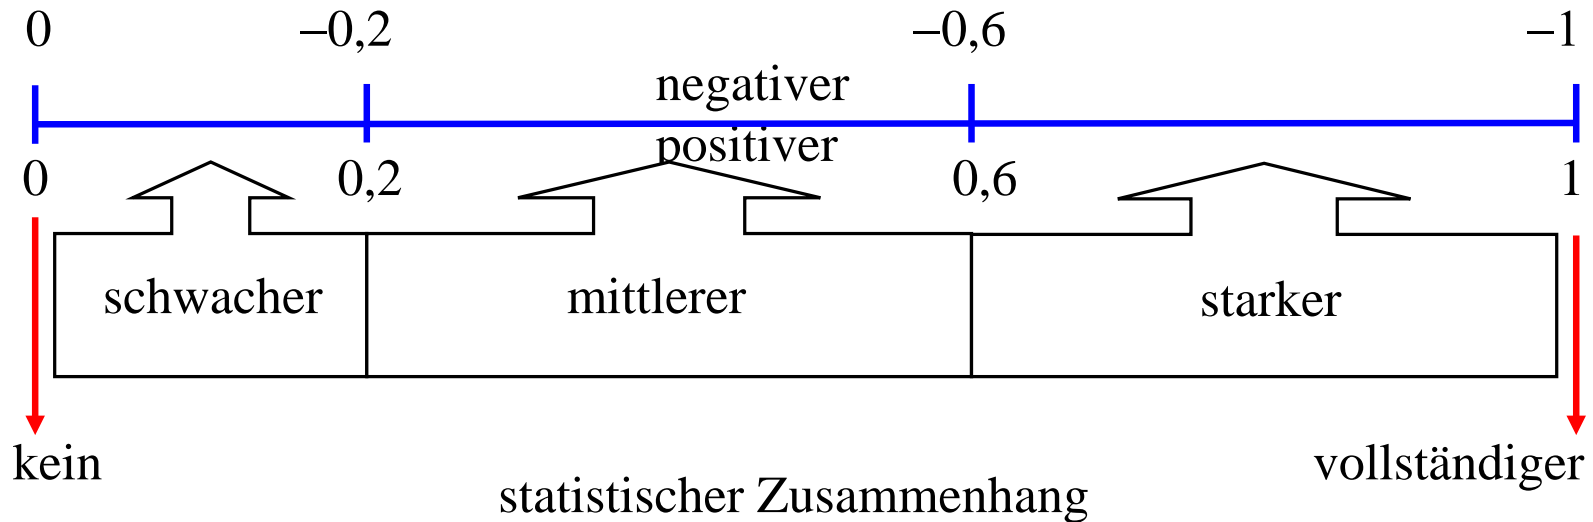 0 –0,2 –0,6 –1
negativer
positiver
0 0,2 0,6 1
schwacher mittlerer starker
kein vollständiger
statistischer Zusammenhang